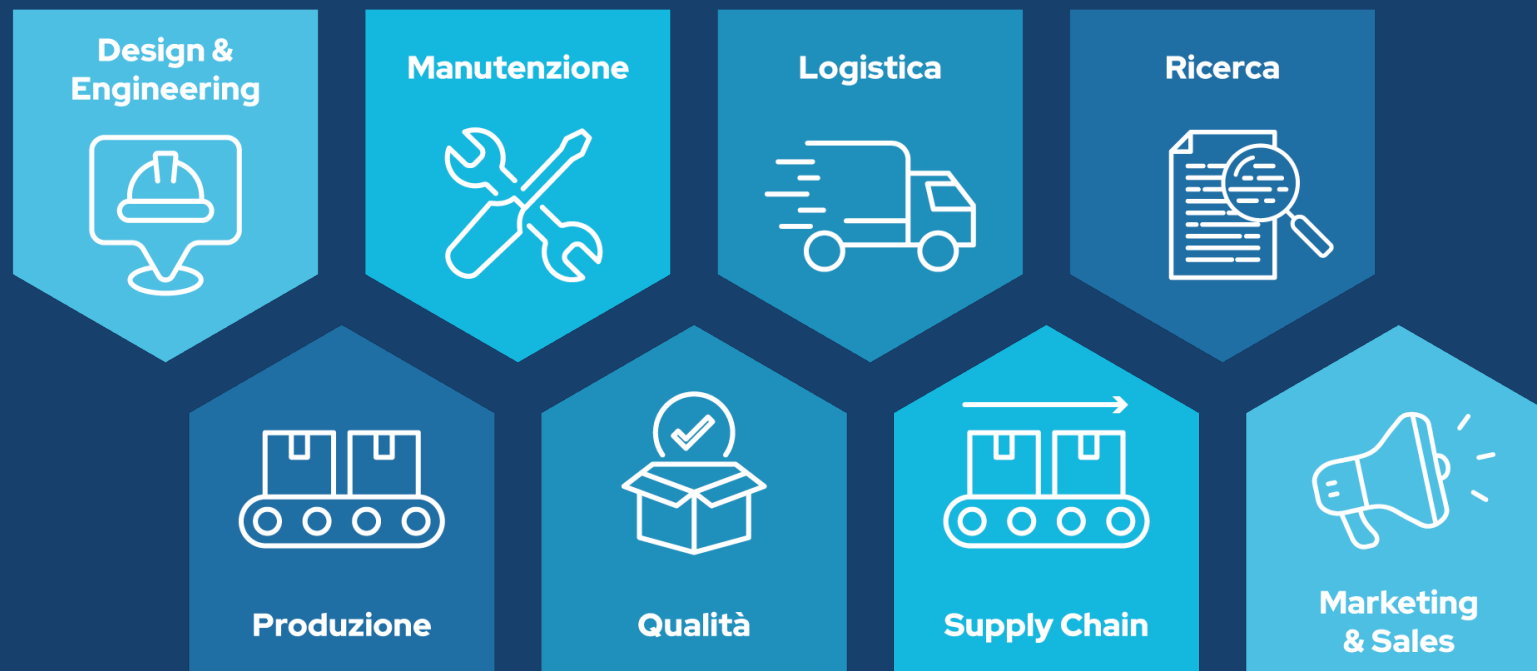 Design &
Engineering
Manutenzione
Logistica
Ricerca
Produzione
Qualità
Supply Chain
Marketing
& Sales